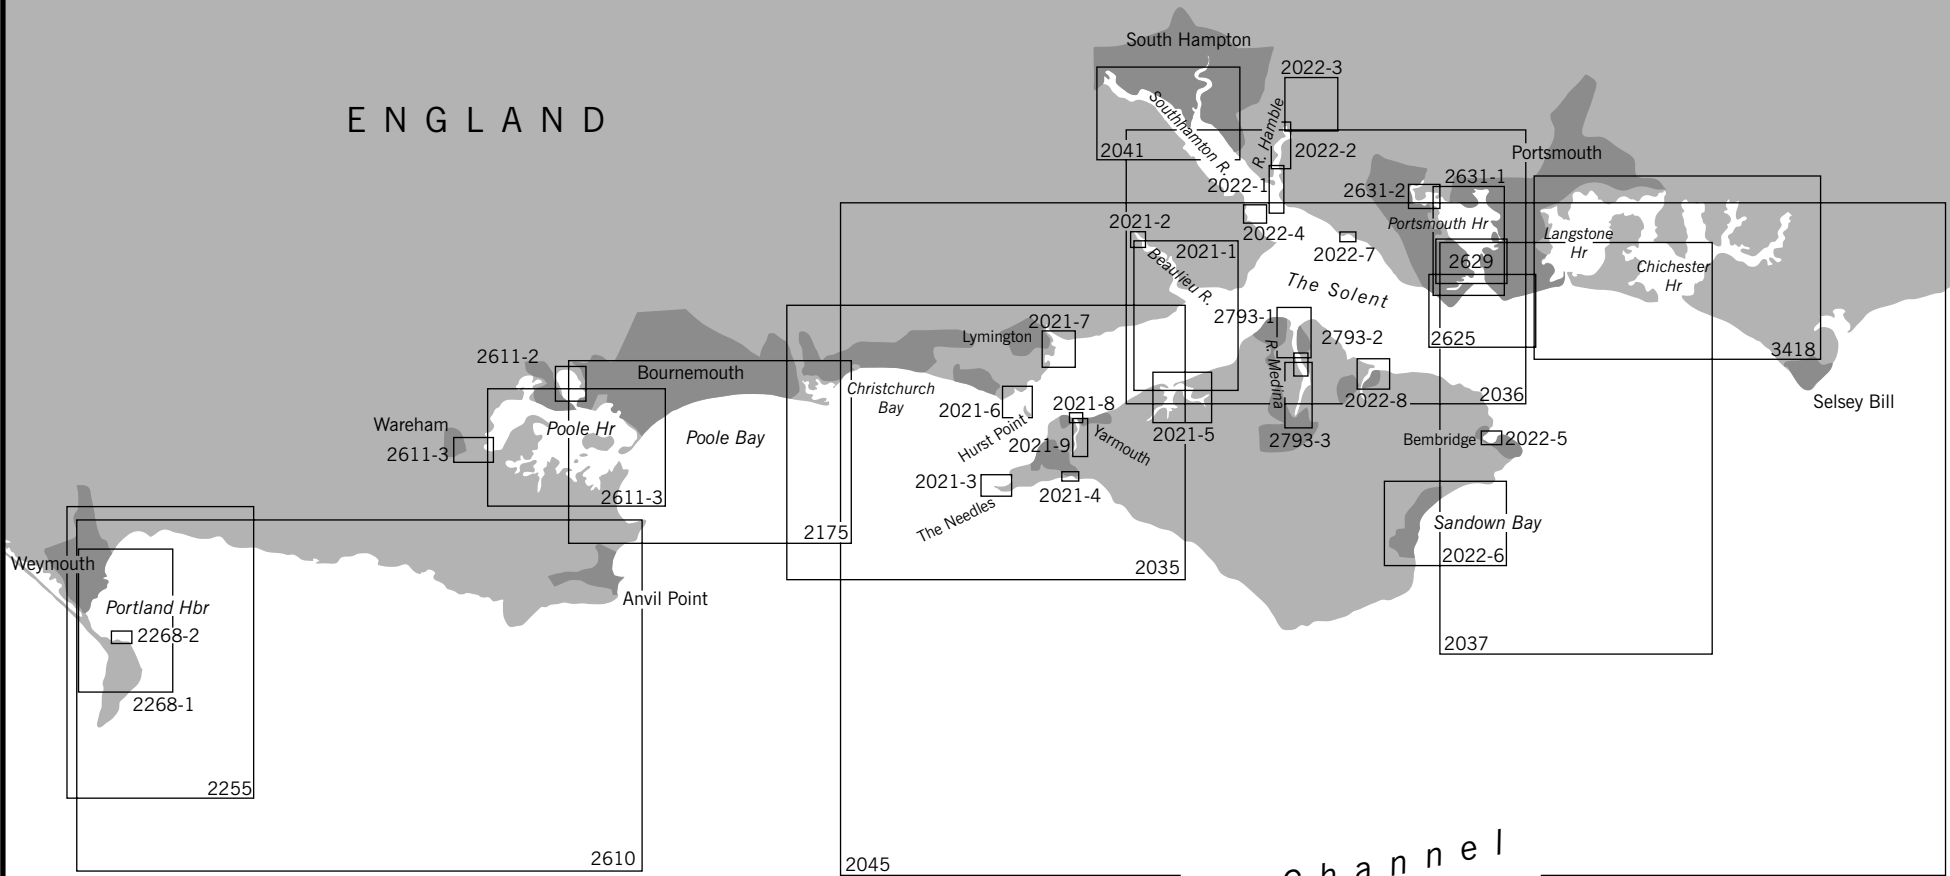 South Hampton
2022-3
ENGLAND
Southhamton R.
R. Hamble
2041
2022-2
Portsmouth
2022-1
2631-2
2631-1
2021-2
2022-4
Portsmouth Hr
Langstone
Hr
2021-1
2022-7
2629
Chichester
Hr
Beaulieu R.
The Solent
2021-7
2793-1
2793-2
2625
3418
Lymington
2611-2
Bournemouth
R. Medina
Christchurch
Bay
2021-6
2021-8
2022-8
2036
Selsey Bill
Wareham
Poole Hr
Poole Bay
Hurst Point
2021-9
Yarmouth
2021-5
2793-3
Bembridge
2022-5
2611-3
2021-3
2021-4
2611-3
The Needles
Sandown Bay
2175
2022-6
Weymouth
2035
Anvil Point
Portland Hbr
2268-2
2037
2268-1
2255
2610
2045
Channel